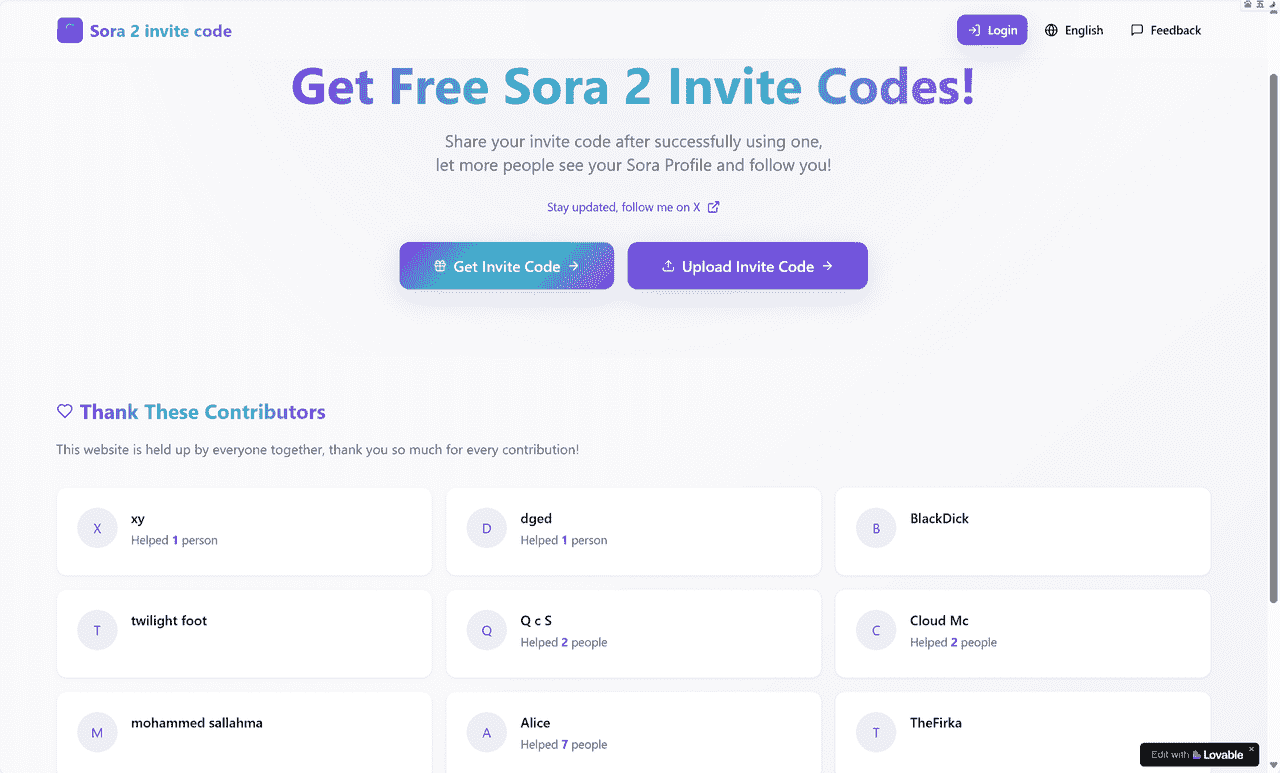 Sora 2 invite code
Login
English
Feedback
Get Free Sora 2 Invite Codes!
Share your invite code after successfully using one,
let more people see your Sora Profile and follow you!
Stay updated, follow me on X
Get Invite Code →
Upload Invite Code →
Thank These Contributors
This website is held up by everyone together, thank you so much for every contribution!
X
xy
Helped 1 person
D
dged
Helped 1 person
B
BlackDick
T
twilight foot
Q
Q c S
Helped 2 people
C
Cloud Mc
Helped 2 people
M
mohammed sallahma
A
Alice
Helped 7 people
T
TheFirka
Edit with Lovable